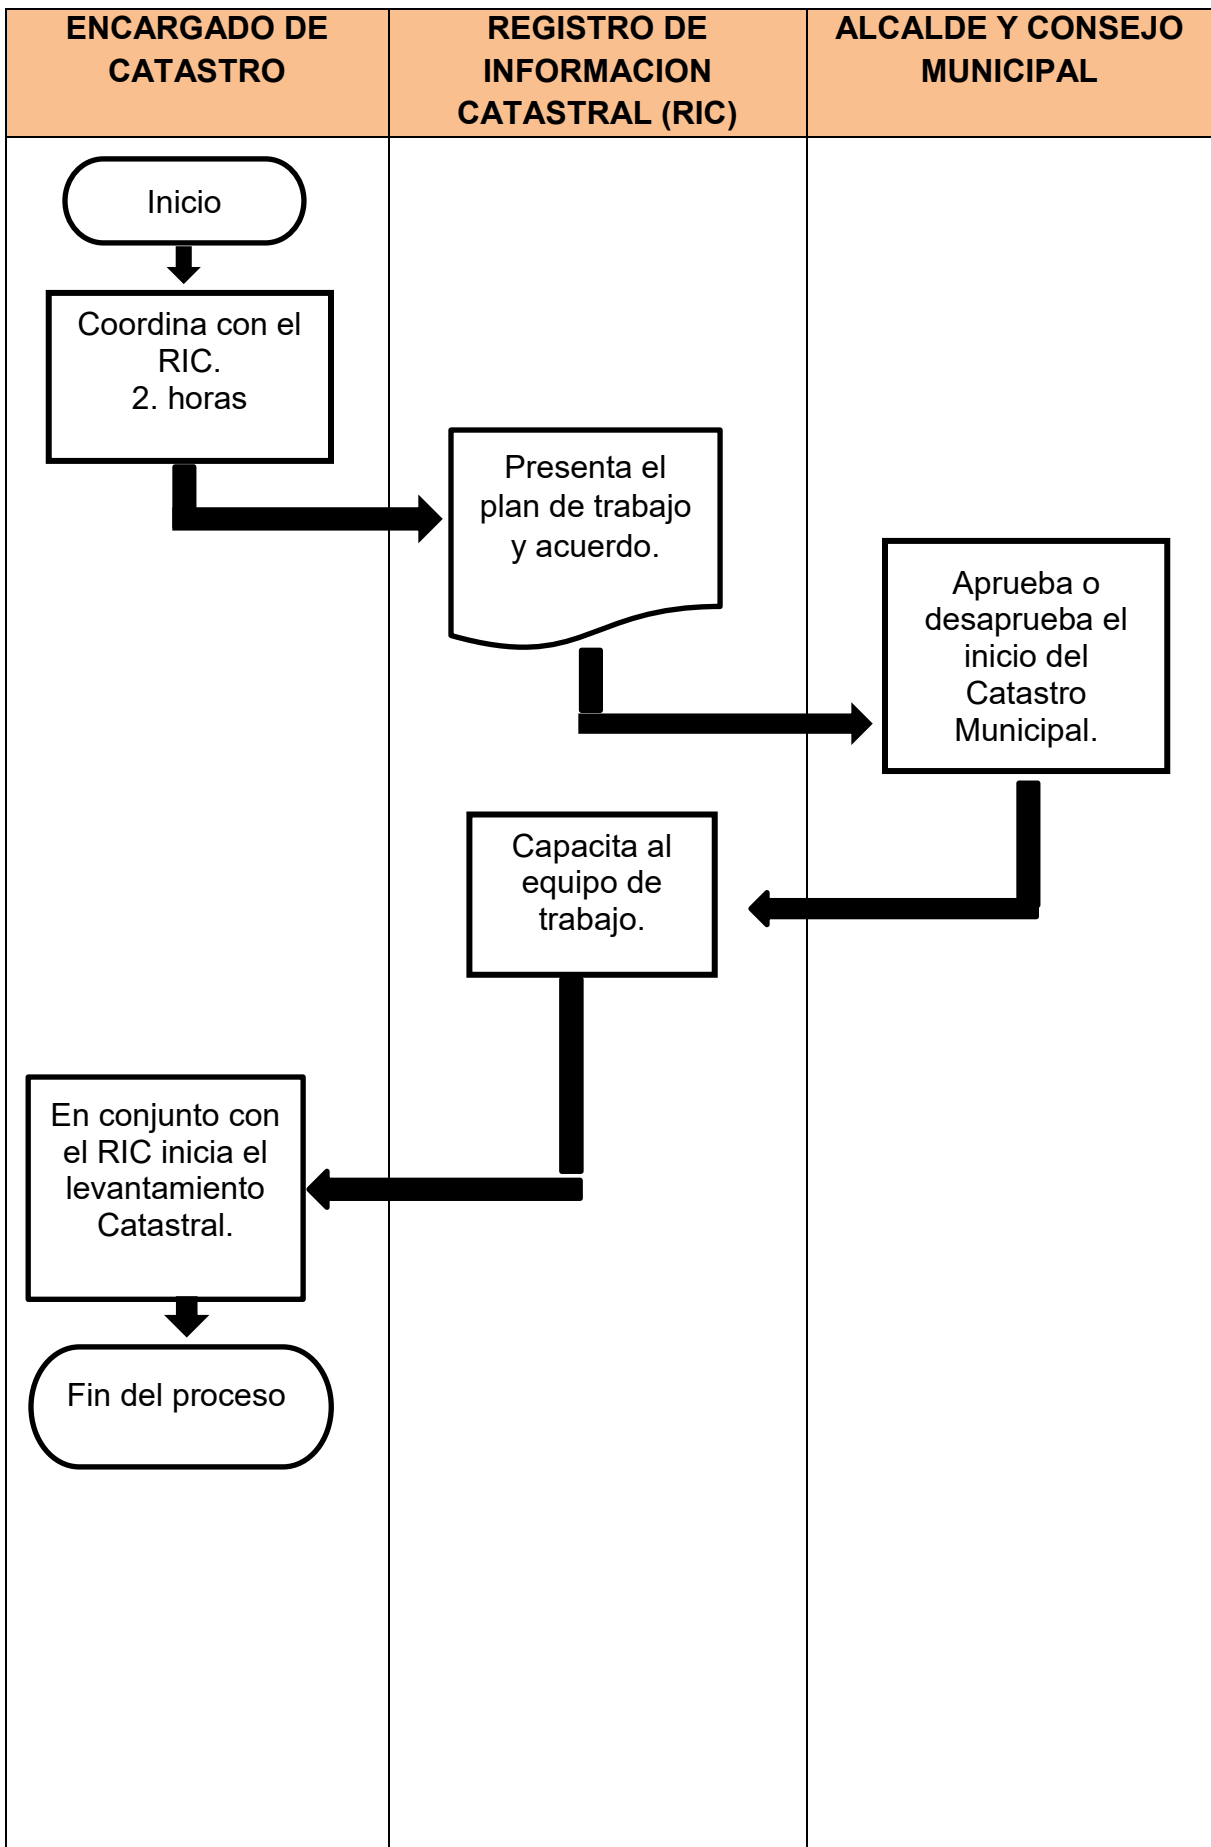 ENCARGADO DE
CATASTRO
REGISTRO DE
INFORMACION
CATASTRAL (RIC)
ALCALDE Y CONSEJO
MUNICIPAL
Inicio
Coordina con el
RIC.
2. horas
Presenta el
plan de trabajo
y acuerdo.
Aprueba o
desaprueba el
inicio del
Catastro
Municipal.
Capacita al
equipo de
trabajo.
En conjunto con
el RIC inicia el
levantamiento
Catastral.
Fin del proceso